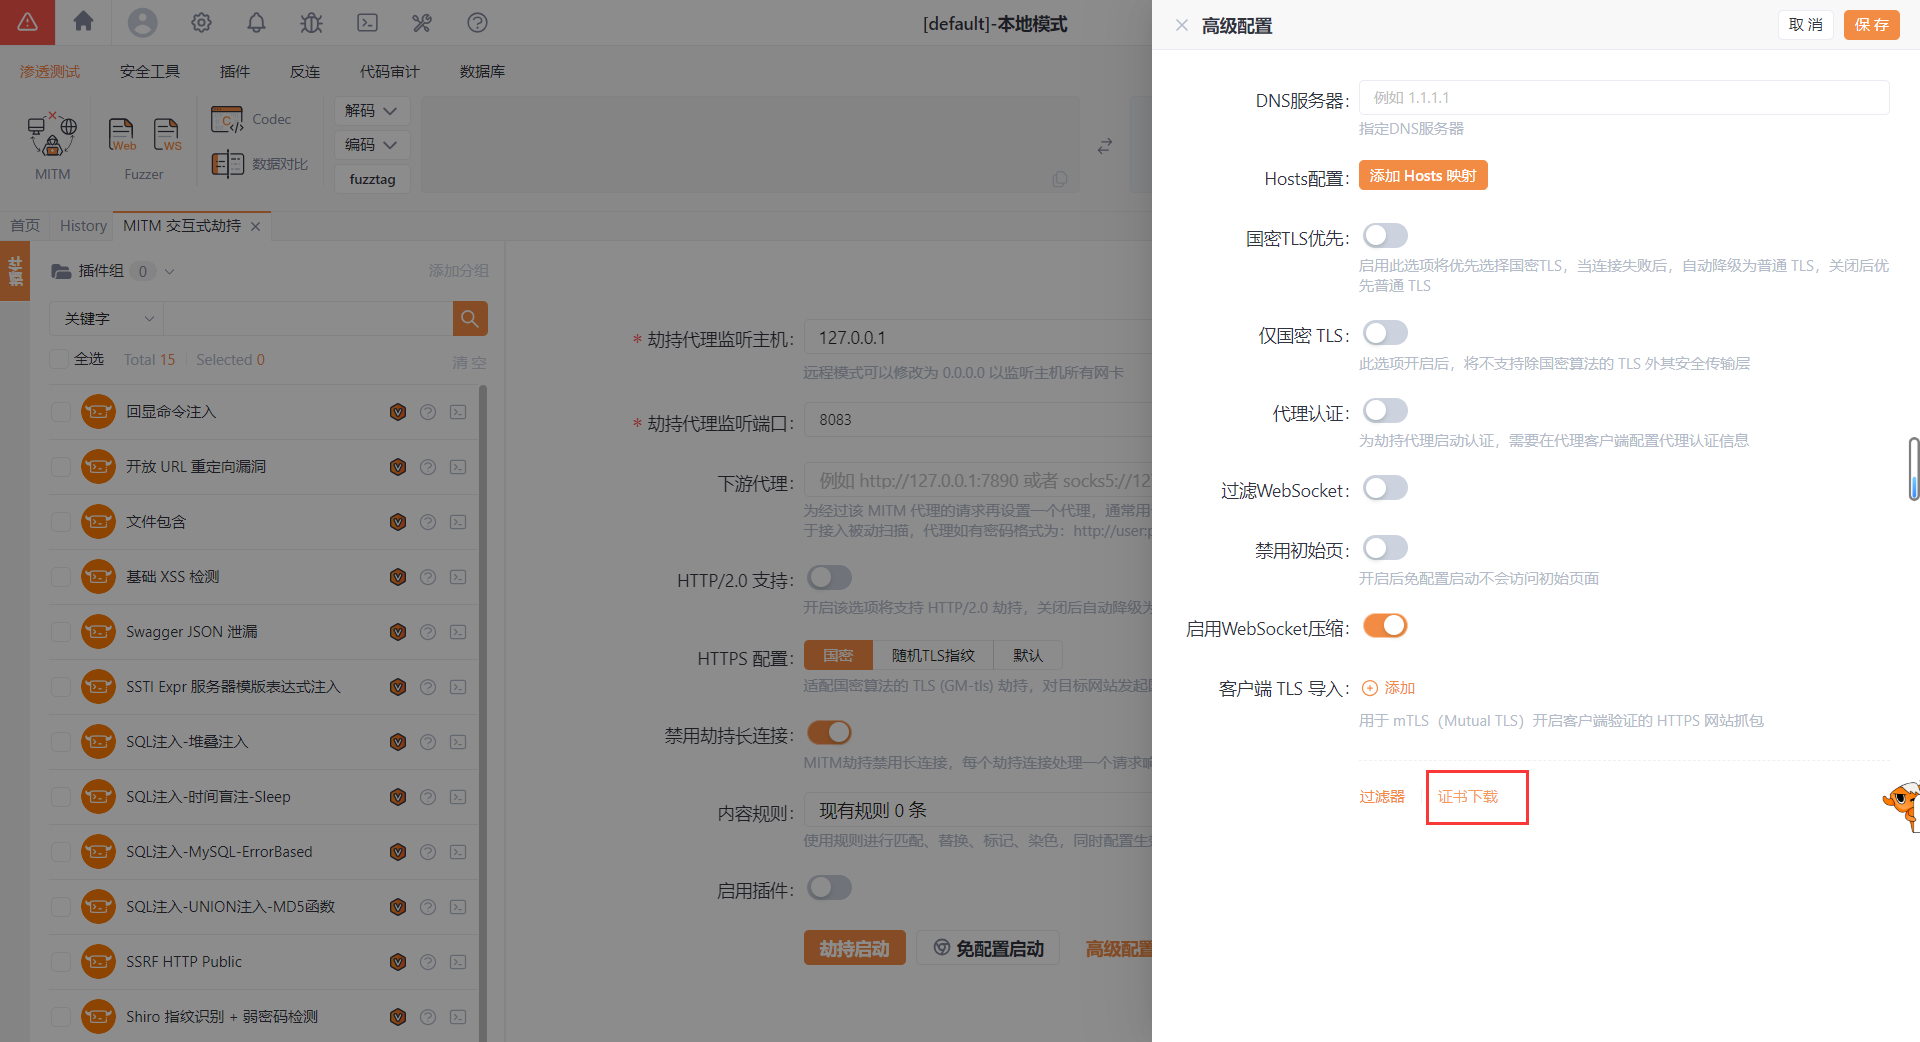 [default]-本地模式
渗透测试 安全工具 插件 反连 代码审计 数据库
MITM
Web
WS
Fuzzer
Codec
数据对比
解码
编码
fuzztag
首页 History MITM 交互式劫持
插件
插件组 0 添加分组
关键字
全选 Total 15 Selected 0 清 空
回显命令注入
开放 URL 重定向漏洞
文件包含
基础 XSS 检测
Swagger JSON 泄漏
SSTI Expr 服务器模版表达式注入
SQL注入-堆叠注入
SQL注入-时间盲注-Sleep
SQL注入-MySQL-ErrorBased
SQL注入-UNION注入-MD5函数
SSRF HTTP Public
Shiro 指纹识别 + 弱密码检测
* 劫持代理监听主机: 127.0.0.1
远程模式可以修改为 0.0.0.0 以监听主机所有网卡
* 劫持代理监听端口: 8083
下游代理: 例如 http://127.0.0.1:7890 或者 socks5://12
为经过该 MITM 代理的请求再设置一个代理，通常用
于接入被动扫描，代理如有密码格式为：http://user:
HTTP/2.0 支持:
开启该选项将支持 HTTP/2.0 劫持，关闭后自动降级为
HTTPS 配置: 国密 随机TLS指纹 默认
适配国密算法的 TLS (GM-tls) 劫持，对目标网站发起
禁用劫持长连接:
MITM劫持禁用长连接，每个劫持连接处理一个请求
内容规则: 现有规则 0 条
使用规则进行匹配、替换、标记、染色，同时配置生
启用插件:
劫持启动 免配置启动 高级配置
高级配置 取 消 保 存
DNS服务器: 例如 1.1.1.1
指定DNS服务器
Hosts配置: 添加 Hosts 映射
国密TLS优先:
启用此选项将优先选择国密TLS，当连接失败后，自动降级为普通 TLS，关闭后优
先普通 TLS
仅国密 TLS:
此选项开启后，将不支持除国密算法的 TLS 外其安全传输层
代理认证:
为劫持代理启动认证，需要在代理客户端配置代理认证信息
过滤WebSocket:
禁用初始页:
开启后免配置启动不会访问初始页面
启用WebSocket压缩:
客户端 TLS 导入: 添加
用于 mTLS（Mutual TLS）开启客户端验证的 HTTPS 网站抓包
过滤器 证书下载